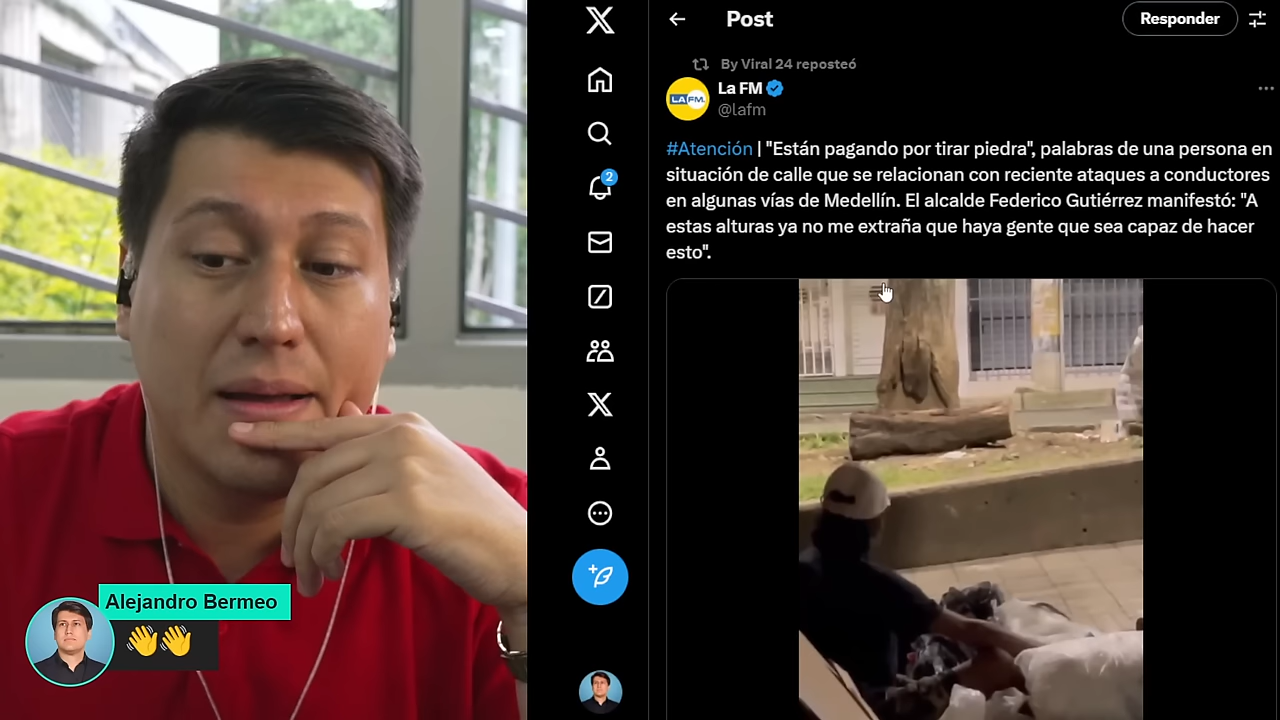 Post
Responder
By Viral 24 reposteó
LA FM.
La FM
@lafm
#Atención | "Están pagando por tirar piedra", palabras de una persona en
situación de calle que se relacionan con reciente ataques a conductores
en algunas vías de Medellín. El alcalde Federico Gutiérrez manifestó: "A
estas alturas ya no me extraña que haya gente que sea capaz de hacer
esto".
2
Alejandro Bermeo